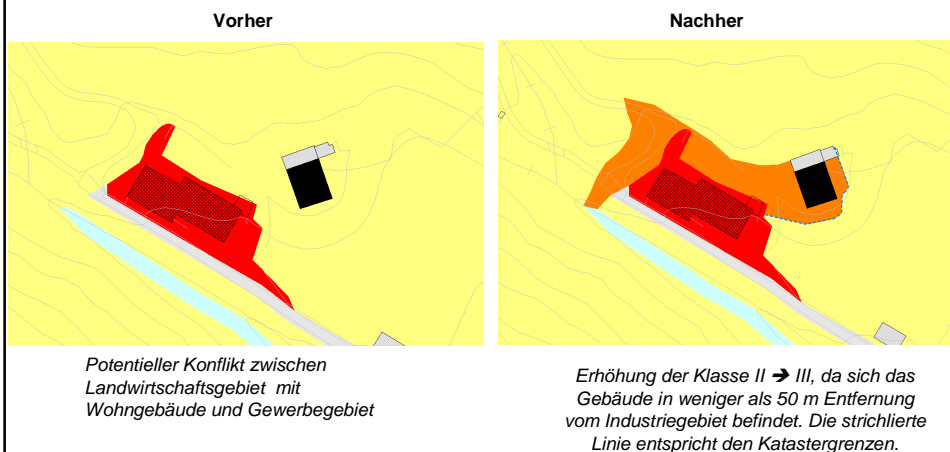 Vorher
Nachher
Potentieller Konflikt zwischen
Landwirtschaftsgebiet mit
Wohngebäude und Gewerbegebiet
Erhöhung der Klasse II ➔ III, da sich das
Gebäude in weniger als 50 m Entfernung
vom Industriegebiet befindet. Die strichlierte
Linie entspricht den Katastergrenzen.